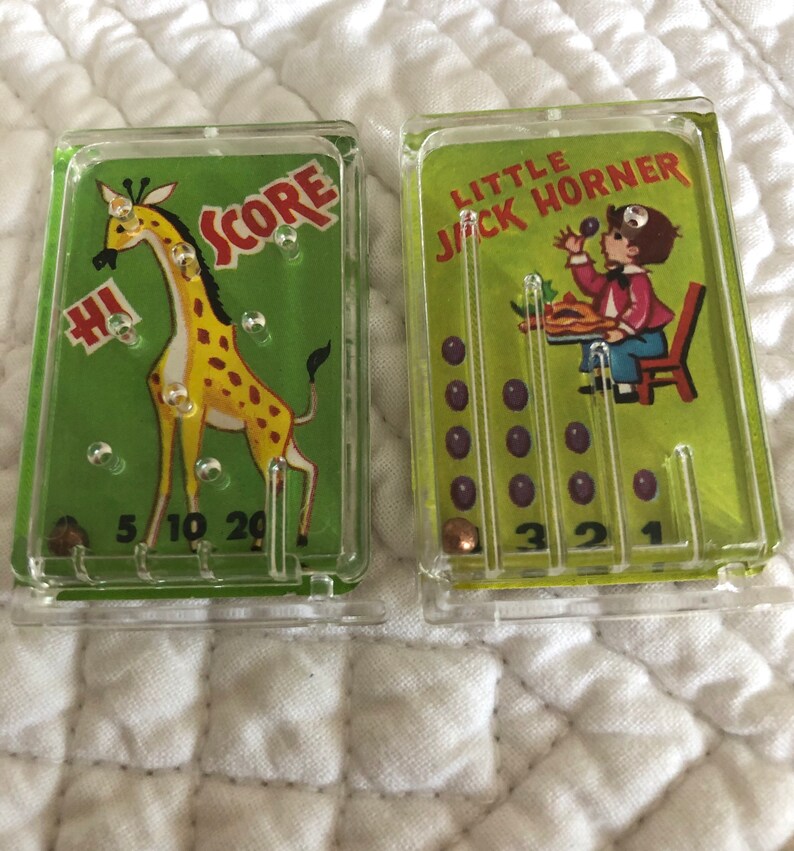 HI
SCORE
5 10 20
LITTLE
JACK HORNER
3 2 1